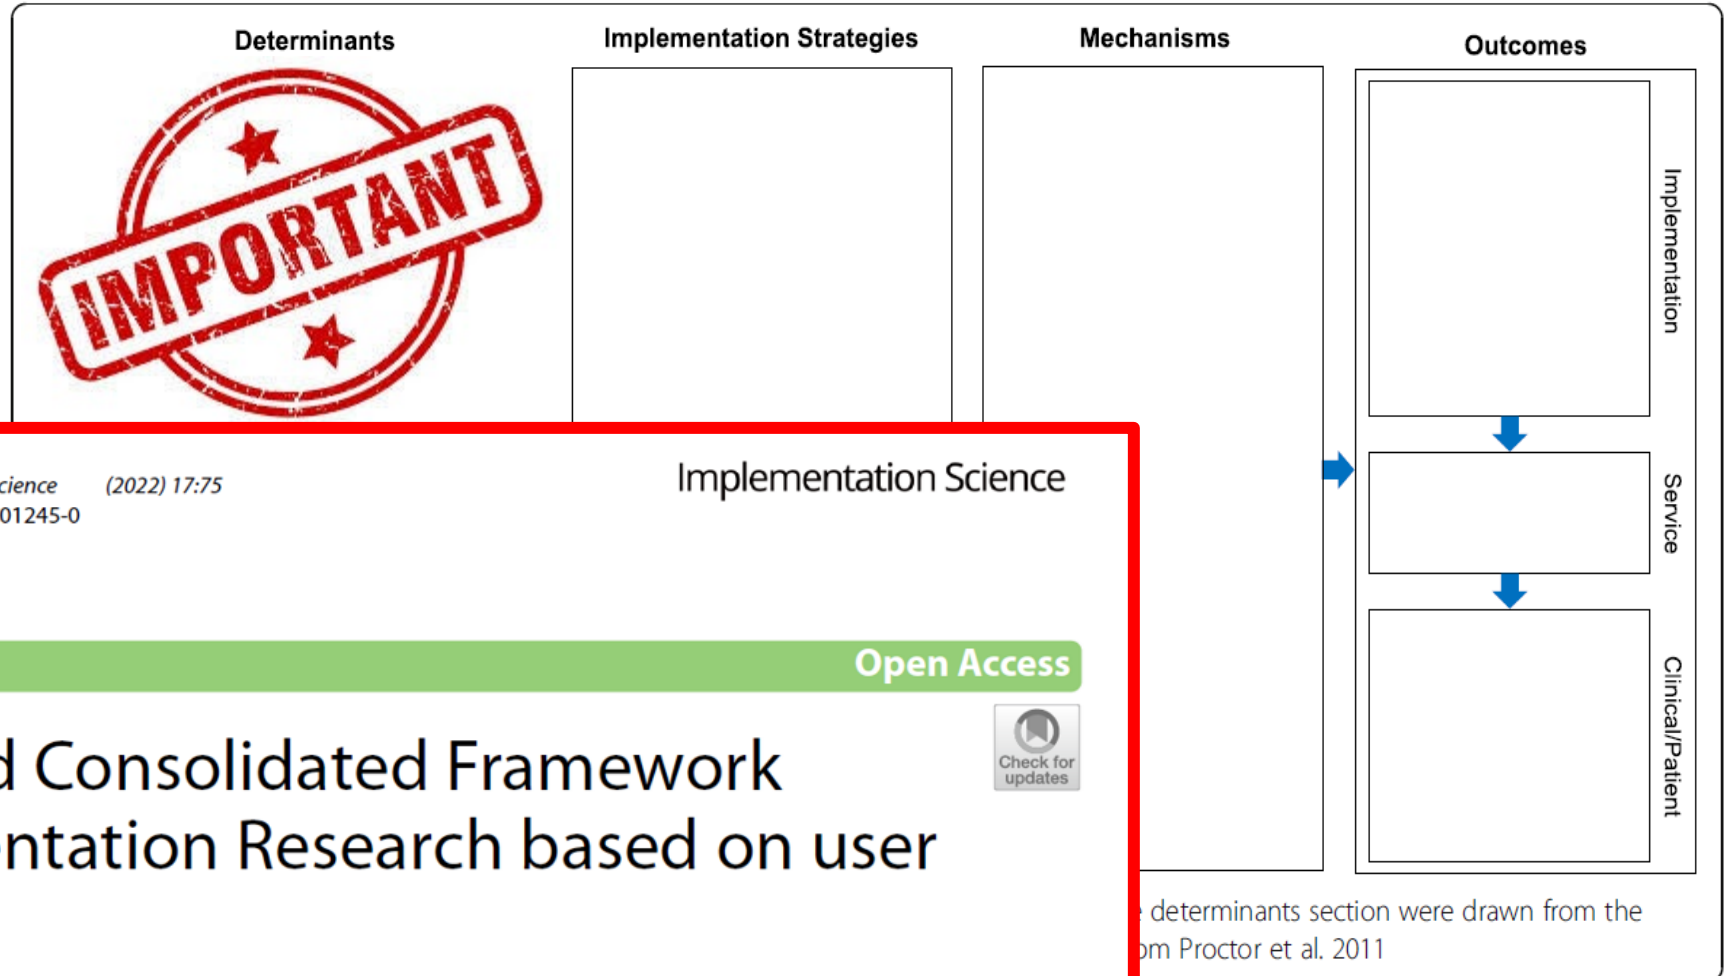 Determinants
Implementation Strategies
Mechanisms
Outcomes
IMPORTANT
Implementation
Service
Clinical/Patient
cience (2022) 17:75
01245-0
Implementation Science
Open Access
Check for
updates
d Consolidated Framework
entation Research based on user
determinants section were drawn from the
om Proctor et al. 2011